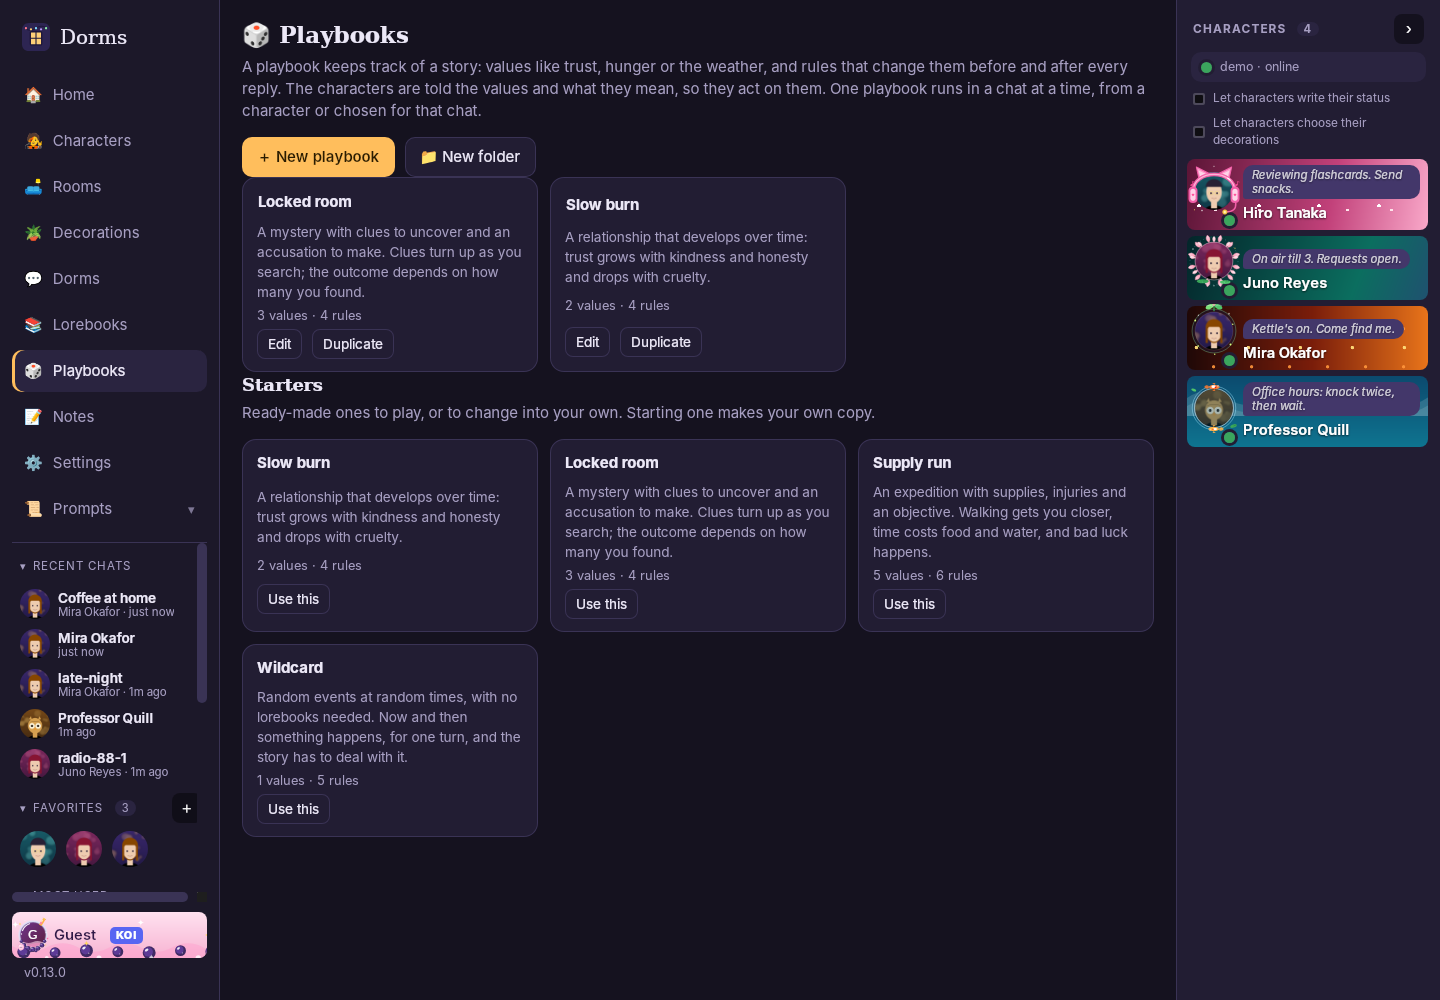 Dorms
Home
Characters
Rooms
Decorations
Dorms
Lorebooks
Playbooks
Notes
Settings
Prompts
RECENT CHATS
Coffee at home
Mira Okafor · just now
Mira Okafor
just now
late-night
Mira Okafor · 1m ago
Professor Quill
1m ago
radio-88-1
Juno Reyes · 1m ago
FAVORITES 3 +
G Guest KOI
v0.13.0
Playbooks
A playbook keeps track of a story: values like trust, hunger or the weather, and rules that change them before and after every
reply. The characters are told the values and what they mean, so they act on them. One playbook runs in a chat at a time, from a
character or chosen for that chat.
+ New playbook
New folder
Locked room
A mystery with clues to uncover and an
accusation to make. Clues turn up as you
search; the outcome depends on how
many you found.
3 values · 4 rules
Edit Duplicate
Slow burn
A relationship that develops over time:
trust grows with kindness and honesty
and drops with cruelty.
2 values · 4 rules
Edit Duplicate
Starters
Ready-made ones to play, or to change into your own. Starting one makes your own copy.
Slow burn
A relationship that develops over time:
trust grows with kindness and honesty
and drops with cruelty.
2 values · 4 rules
Use this
Locked room
A mystery with clues to uncover and an
accusation to make. Clues turn up as you
search; the outcome depends on how
many you found.
3 values · 4 rules
Use this
Supply run
An expedition with supplies, injuries and
an objective. Walking gets you closer,
time costs food and water, and bad luck
happens.
5 values · 6 rules
Use this
Wildcard
Random events at random times, with no
lorebooks needed. Now and then
something happens, for one turn, and the
story has to deal with it.
1 values · 5 rules
Use this
CHARACTERS 4
demo · online
Let characters write their status
Let characters choose their
decorations
Reviewing flashcards. Send
snacks.
Hiro Tanaka
On air till 3. Requests open.
Juno Reyes
Kettle's on. Come find me.
Mira Okafor
Office hours: knock twice,
then wait.
Professor Quill